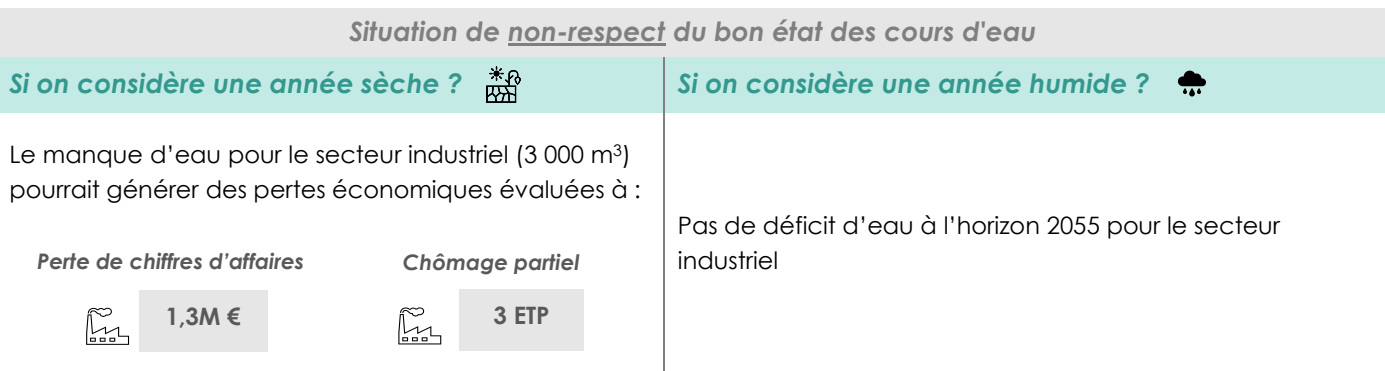 Situation de non-respect du bon état des cours d'eau
Si on considère une année sèche ?
Le manque d’eau pour le secteur industriel (3 000 m³)
pourrait générer des pertes économiques évaluées à :
Perte de chiffres d’affaires
1,3M €
Chômage partiel
3 ETP
Si on considère une année humide ?
Pas de déficit d’eau à l’horizon 2055 pour le secteur
industriel